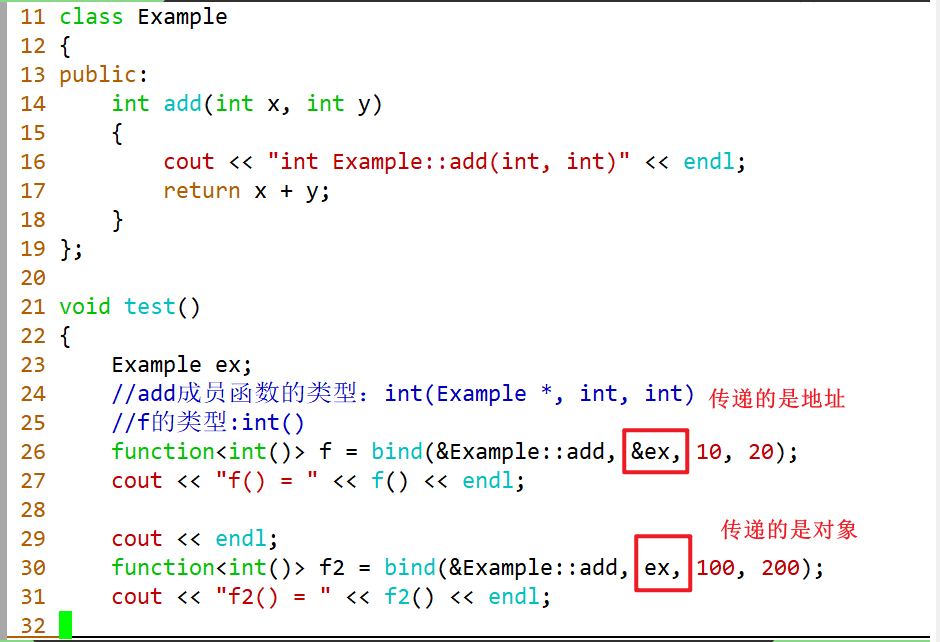 11 class Example
12 {
13 public:
14     int add(int x, int y)
15     {
16         cout << "int Example::add(int, int)" << endl;
17         return x + y;
18     }
19 };
20
21 void test()
22 {
23     Example ex;
24     //add成员函数的类型：int(Example *, int, int) 传递的是地址
25     //f的类型:int()
26     function<int()> f = bind(&Example::add, &ex, 10, 20);
27     cout << "f() = " << f() << endl;
28
29     cout << endl;
传递的是对象
30     function<int()> f2 = bind(&Example::add, ex, 100, 200);
31     cout << "f2() = " << f2() << endl;
32